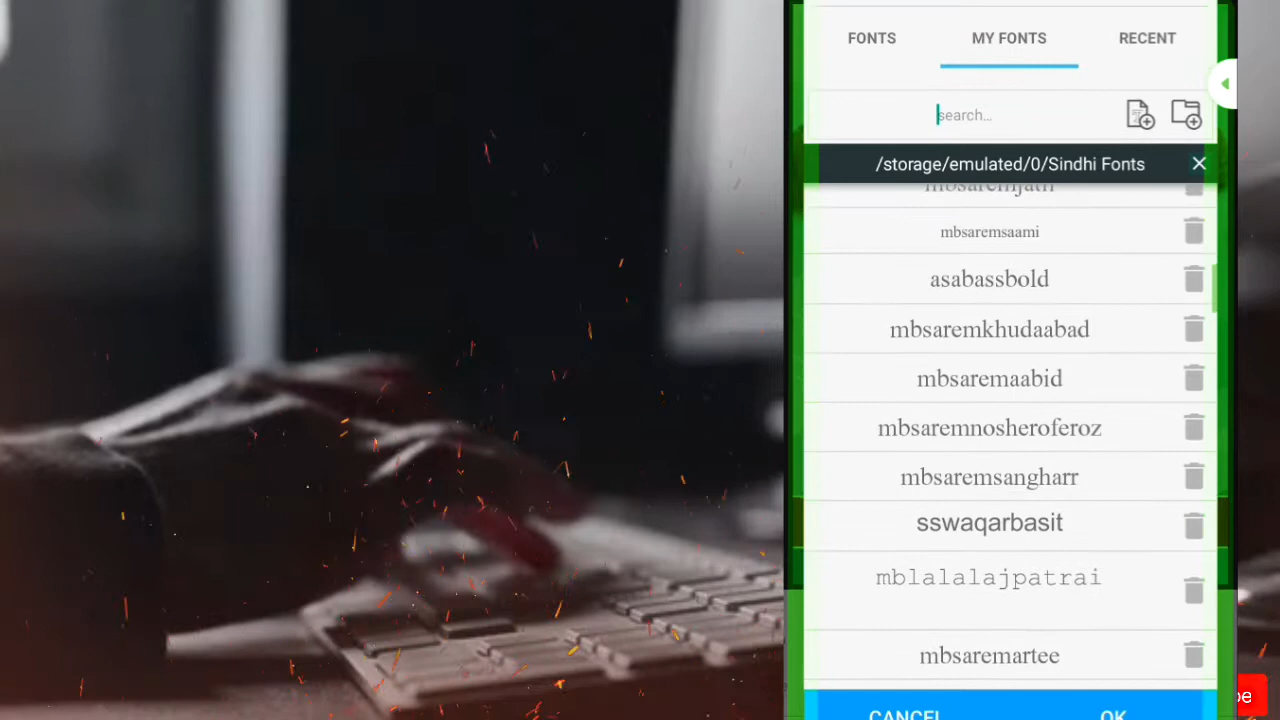 FONTS MY FONTS RECENT
search...
/storage/emulated/0/Sindhi Fonts
mbsaremsaami
asabassbold
mbsaremkhudaabad
mbsaremaabid
mbsaremnosheroferoz
mbsaremsangharr
sswaqarbasit
mblalalajpatrai
mbsaremartee
CANCEL OK
be